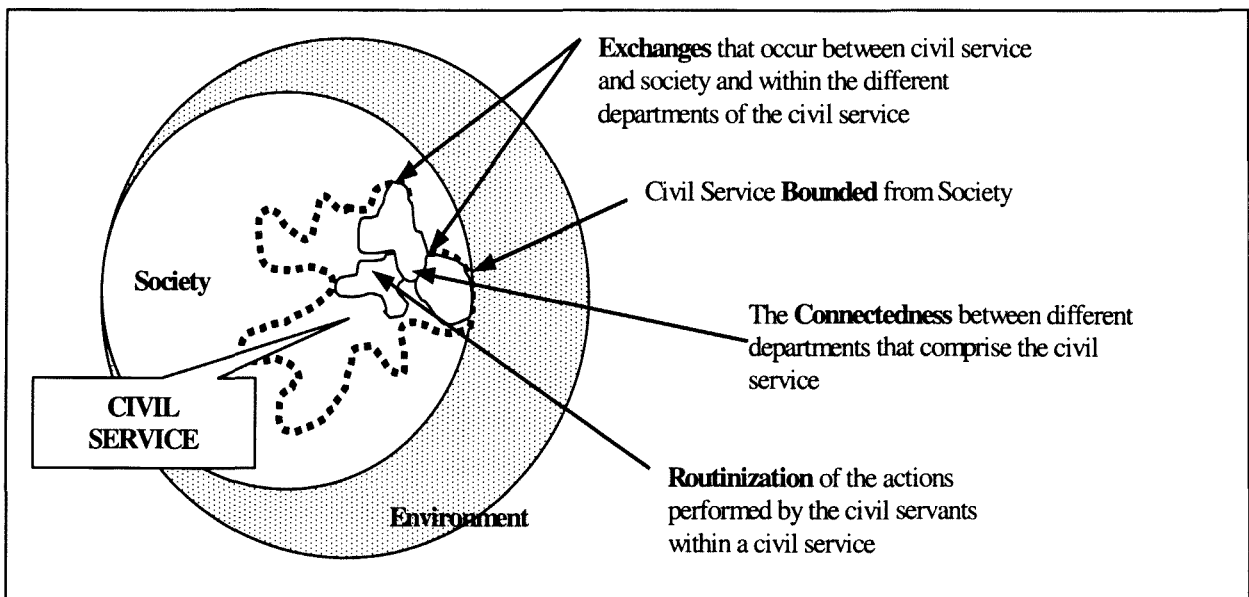 Exchanges that occur between civil service
and society and within the different
departments of the civil service
Civil Service Bounded from Society
Society
The Connectedness between different
departments that comprise the civil
service
CIVIL
SERVICE
Routinization of the actions
performed by the civil servants
within a civil service
Environment